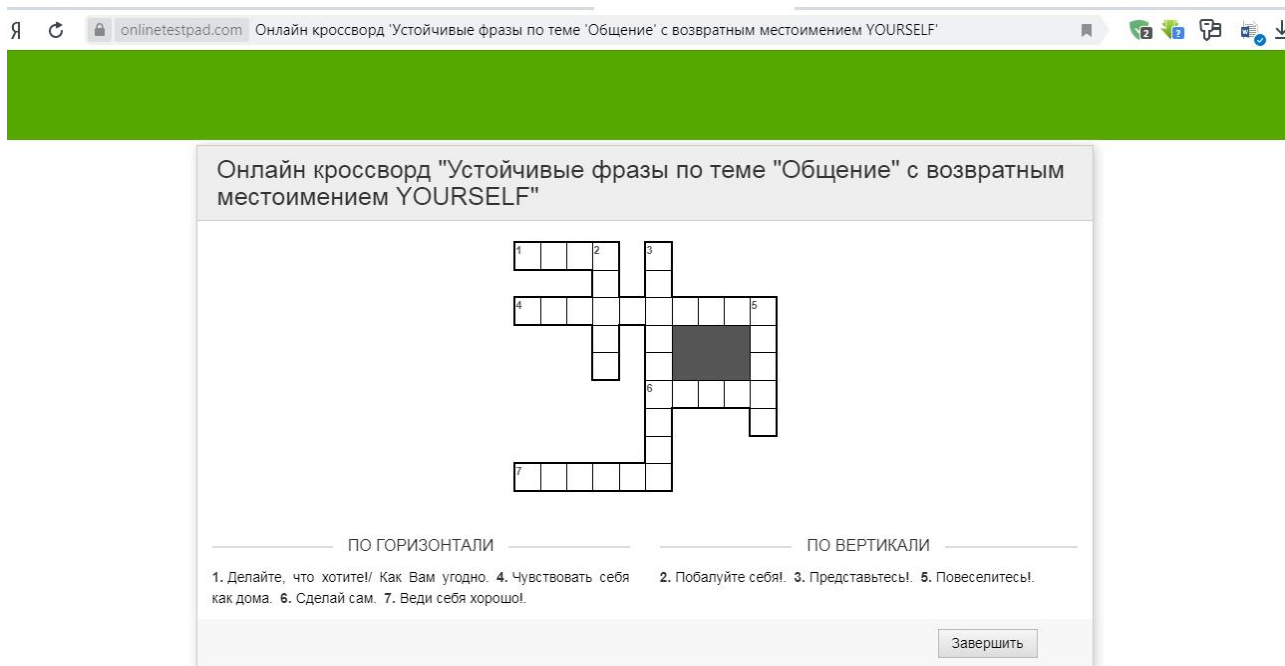 Я onlinetestpad.com Онлайн кроссворд 'Устойчивые фразы по теме 'Общение' с возвратным местоимением YOURSELF'
2 ?
Онлайн кроссворд "Устойчивые фразы по теме "Общение" с возвратным
местоимением YOURSELF"
1 2 3
4 5
6
7
ПО ГОРИЗОНТАЛИ
1. Делайте, что хотите!/ Как Вам угодно. 4. Чувствовать себя
как дома. 6. Сделай сам. 7. Веди себя хорошо!.
ПО ВЕРТИКАЛИ
2. Побалуйте себя!. 3. Представьтесь!. 5. Повеселитесь!.
Завершить